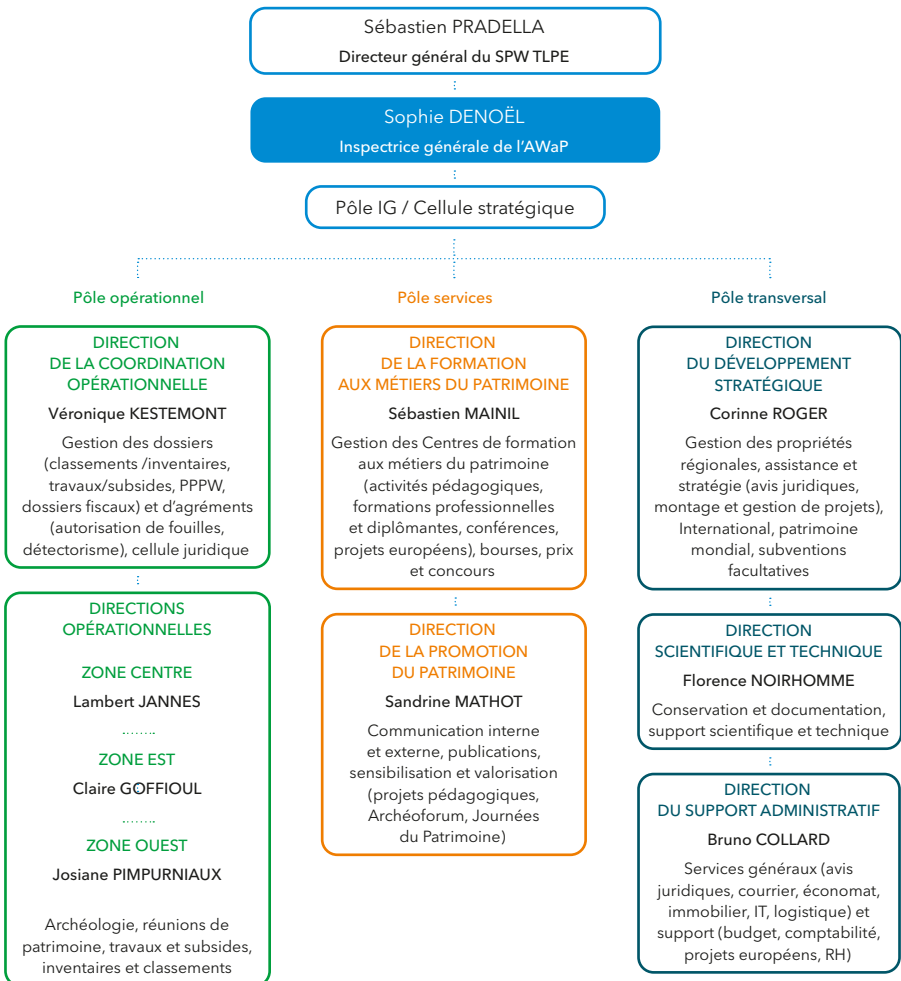 Sébastien PRADELLA
Directeur général du SPW TLPE
Sophie DENOËL
Inspectrice générale de l'AWaP
Pôle IG / Cellule stratégique
Pôle opérationnel
DIRECTION
DE LA COORDINATION
OPÉRATIONNELLE
Véronique KESTEMONT
Gestion des dossiers
(classements /inventaires,
travaux/subsides, PPPW,
dossiers fiscaux) et d'agréments
(autorisation de fouilles,
détectorisme), cellule juridique
DIRECTIONS
OPÉRATIONNELLES
ZONE CENTRE
Lambert JANNES
ZONE EST
Claire GOFFIOUL
ZONE OUEST
Josiane PIMPURNIAUX
Archéologie, réunions de
patrimoine, travaux et subsides,
inventaires et classements
Pôle services
DIRECTION
DE LA FORMATION
AUX MÉTIERS DU PATRIMOINE
Sébastien MAINIL
Gestion des Centres de formation
aux métiers du patrimoine
(activités pédagogiques,
formations professionnelles
et diplômantes, conférences,
projets européens), bourses, prix
et concours
DIRECTION
DE LA PROMOTION
DU PATRIMOINE
Sandrine MATHOT
Communication interne
et externe, publications,
sensibilisation et valorisation
(projets pédagogiques,
Archéoforum, Journées
du Patrimoine)
Pôle transversal
DIRECTION
DU DÉVELOPPEMENT
STRATÉGIQUE
Corinne ROGER
Gestion des propriétés
régionales, assistance et
stratégie (avis juridiques,
montage et gestion de projets),
International, patrimoine
mondial, subventions
facultatives
DIRECTION
SCIENTIFIQUE ET TECHNIQUE
Florence NOIRHOMME
Conservation et documentation,
support scientifique et technique
DIRECTION
DU SUPPORT ADMINISTRATIF
Bruno COLLARD
Services généraux (avis
juridiques, courrier, économat,
immobilier, IT, logistique) et
support (budget, comptabilité,
projets européens, RH)